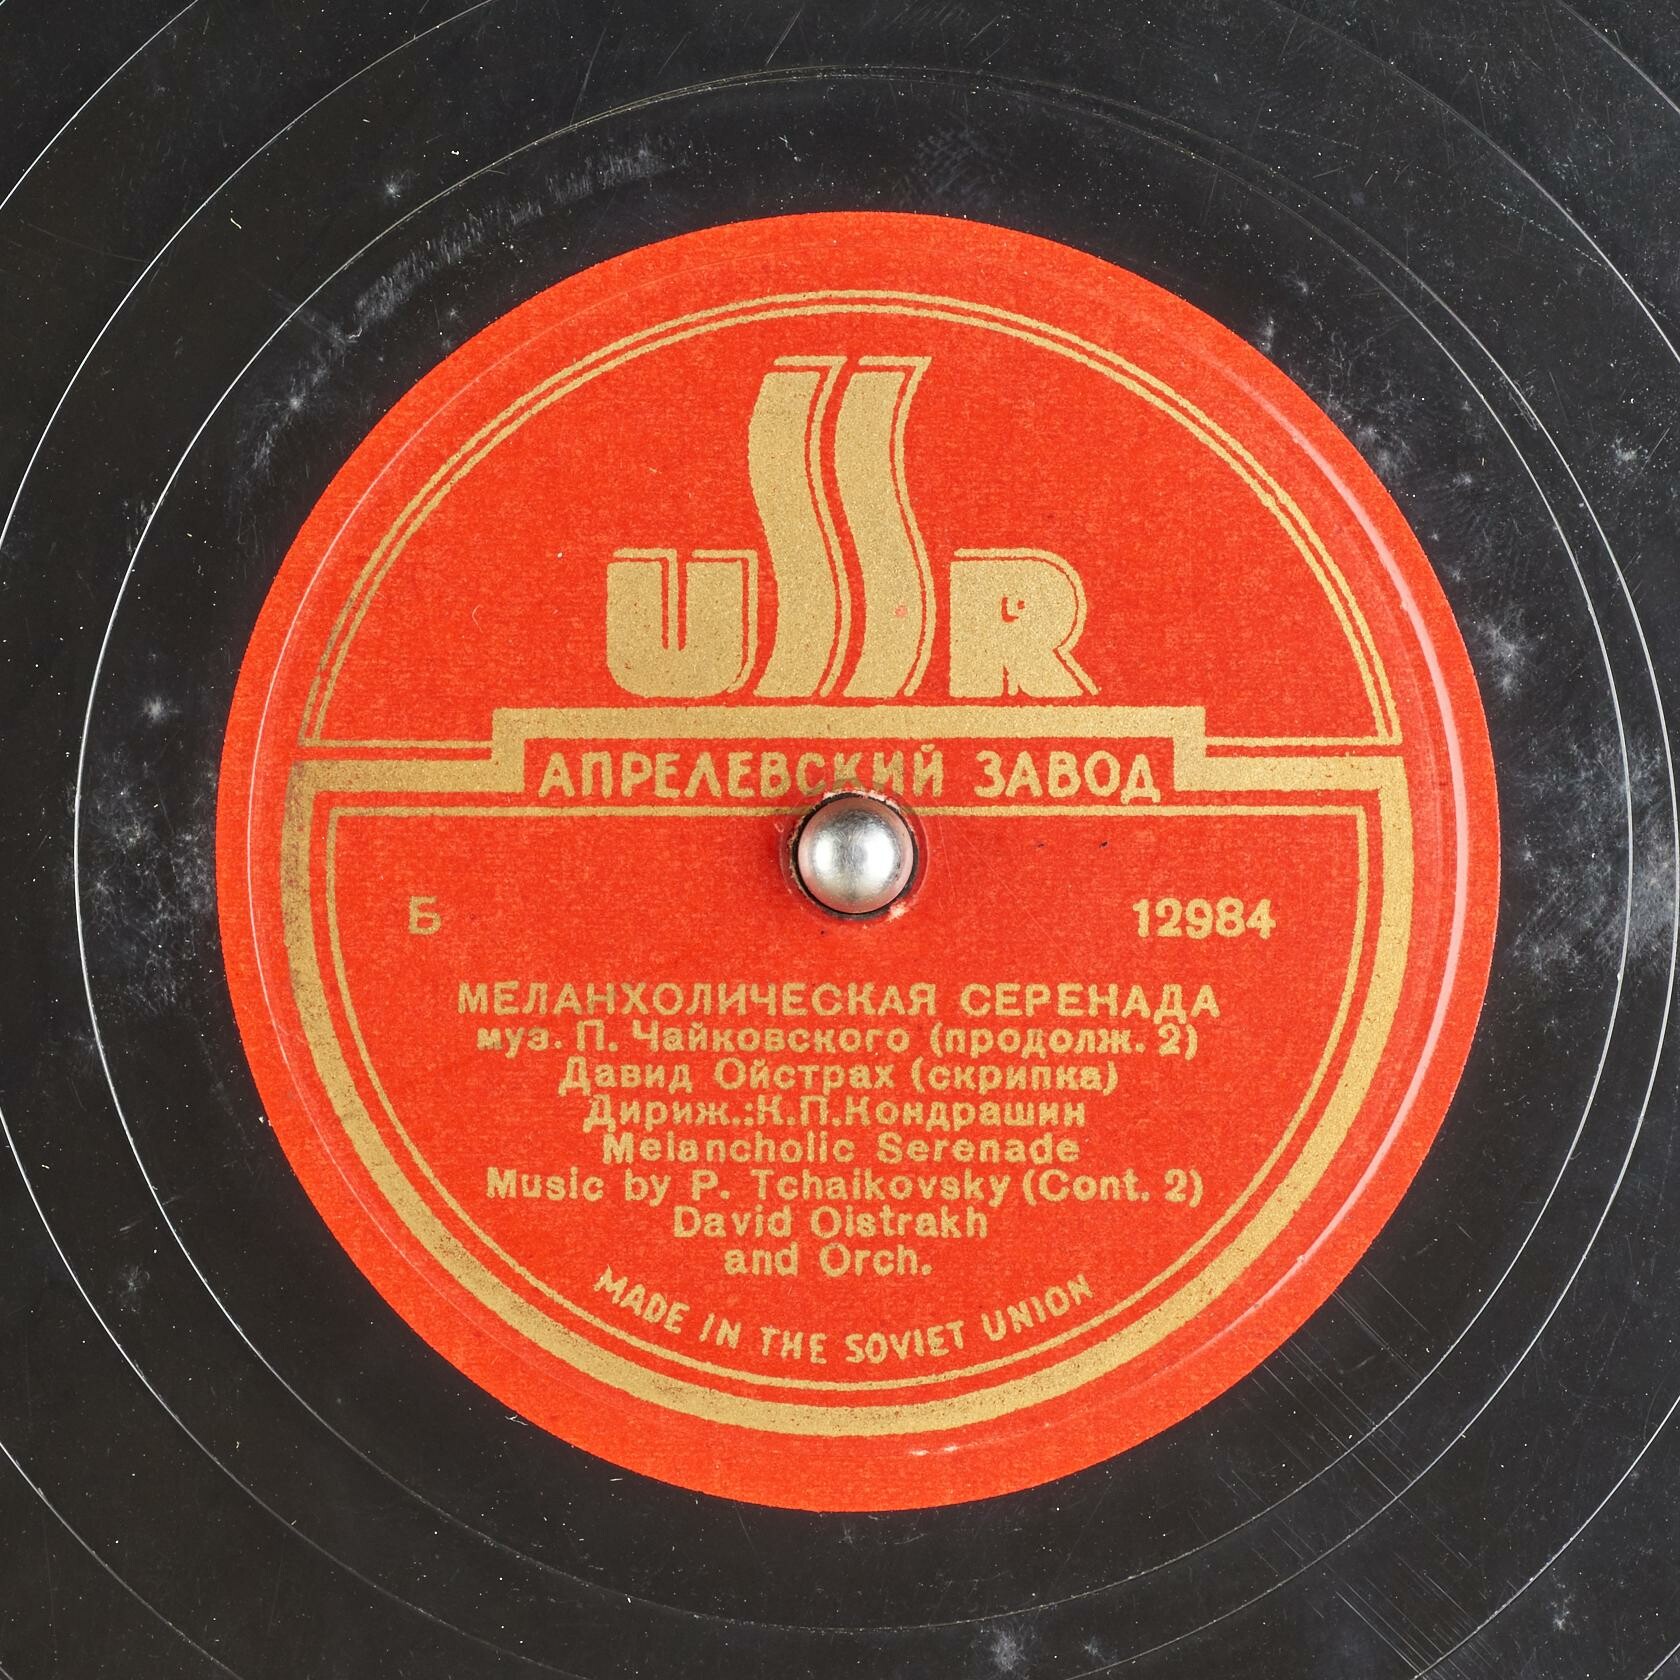 USSR
АПРЕЛЕВСКИЙ ЗАВОД
Б 12984
МЕЛАНХОЛИЧЕСКАЯ СЕРЕНАДА
муз. П. Чайковского (продолж. 2)
Давид Ойстрах (скрипка)
Дириж.:К.П.Кондрашин
Melancholic Serenade
Music by P. Tchaikovsky (Cont. 2)
David Oistrakh
and Orch.
MADE IN THE SOVIET UNION